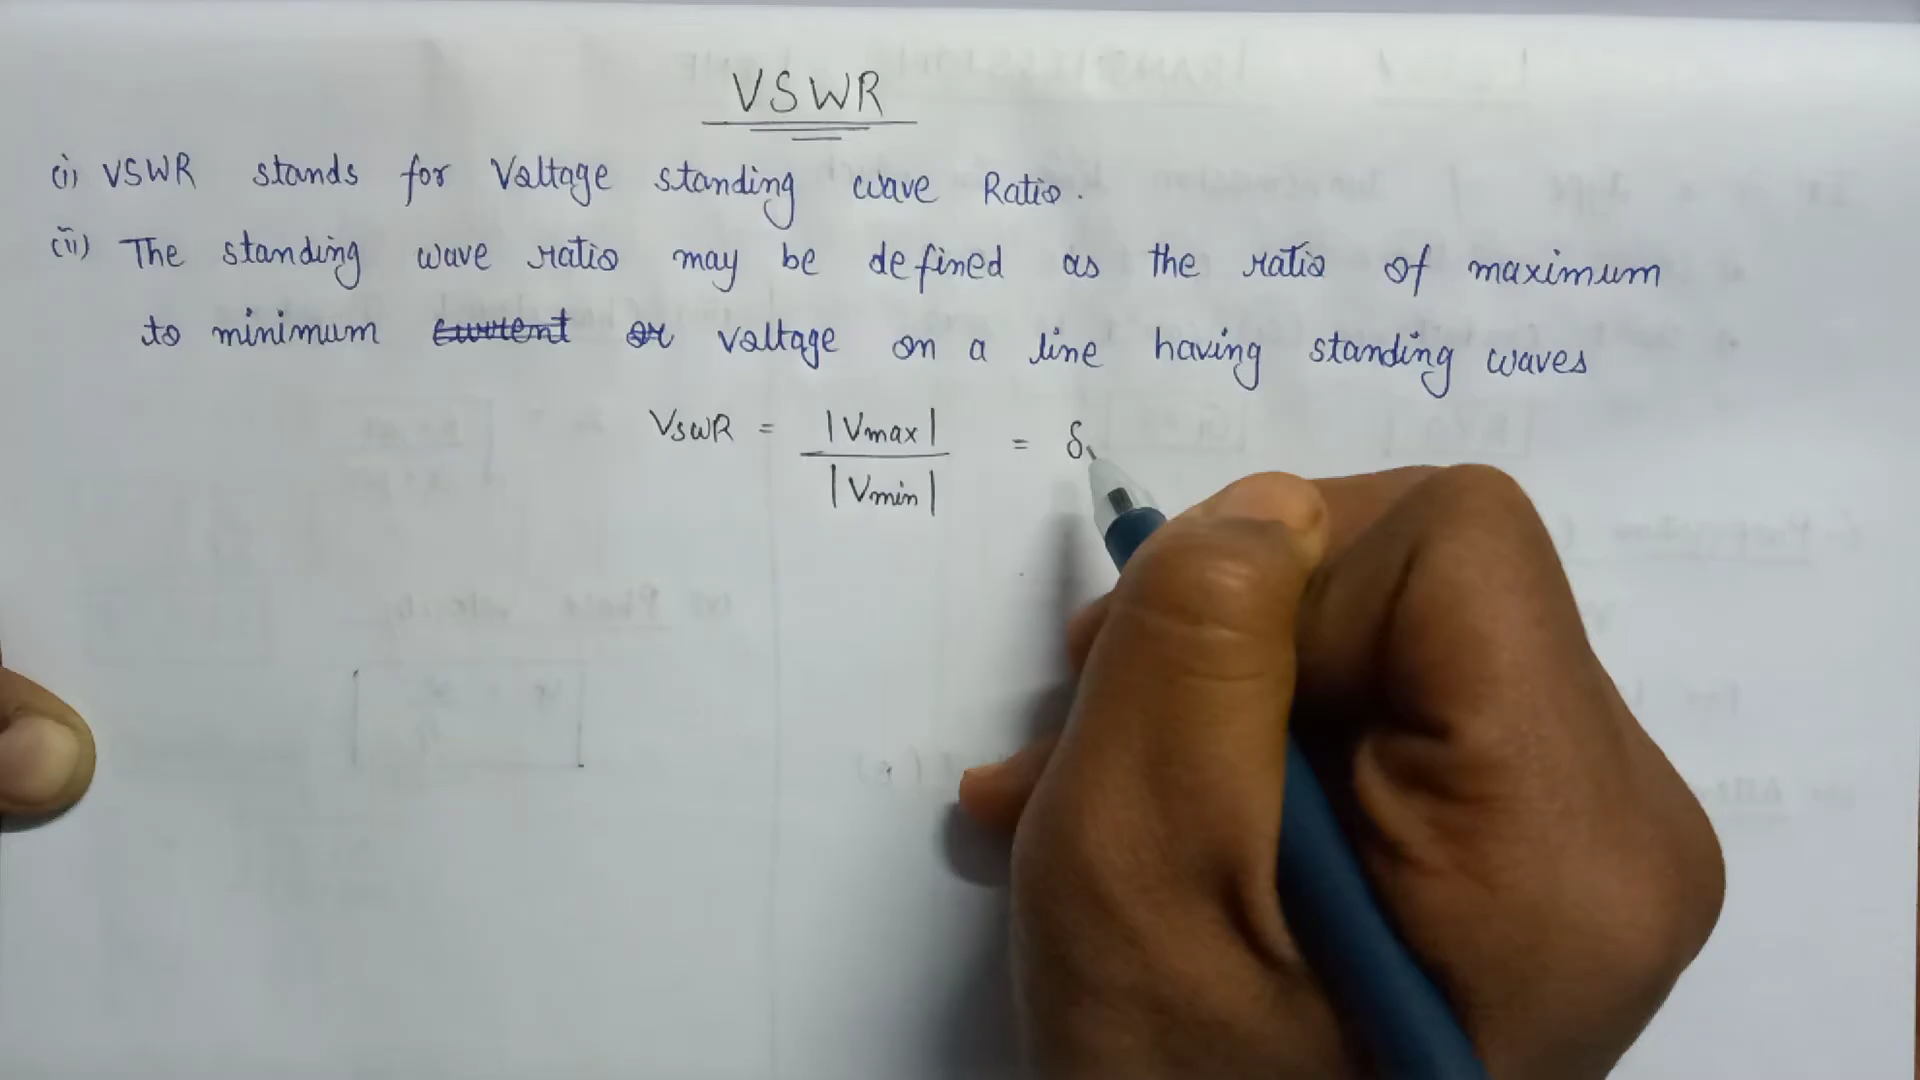 VSWR
(i) VSWR stands for Voltage standing wave Ratio.
(ii) The standing wave ratio may be defined as the ratio of maximum
to minimum current or voltage on a line having standing waves
VSWR = |Vmax| / |Vmin| = δ